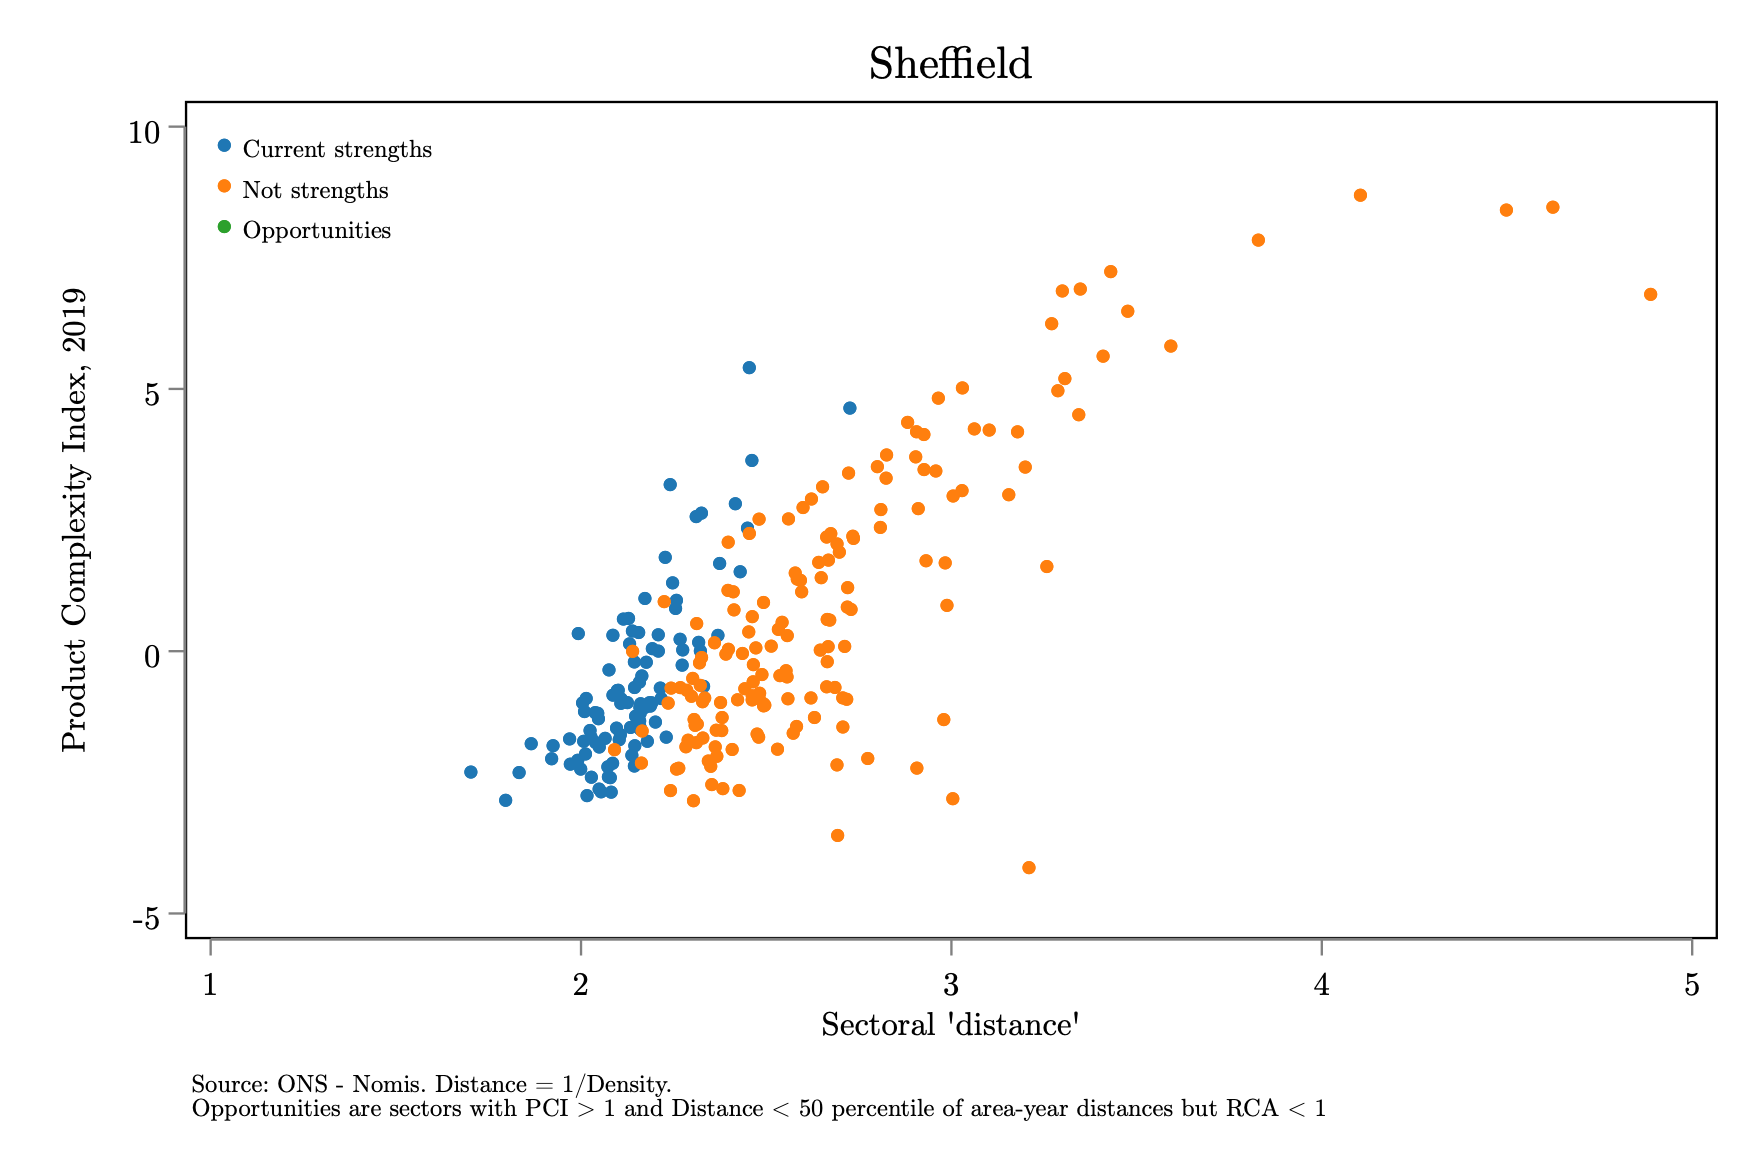 Sheffield
10
5
0
-5
Product Complexity Index, 2019
Current strengths
Not strengths
Opportunities
1 2 3 4 5
Sectoral 'distance'
Source: ONS - Nomis. Distance = 1/Density.
Opportunities are sectors with PCI > 1 and Distance < 50 percentile of area-year distances but RCA < 1